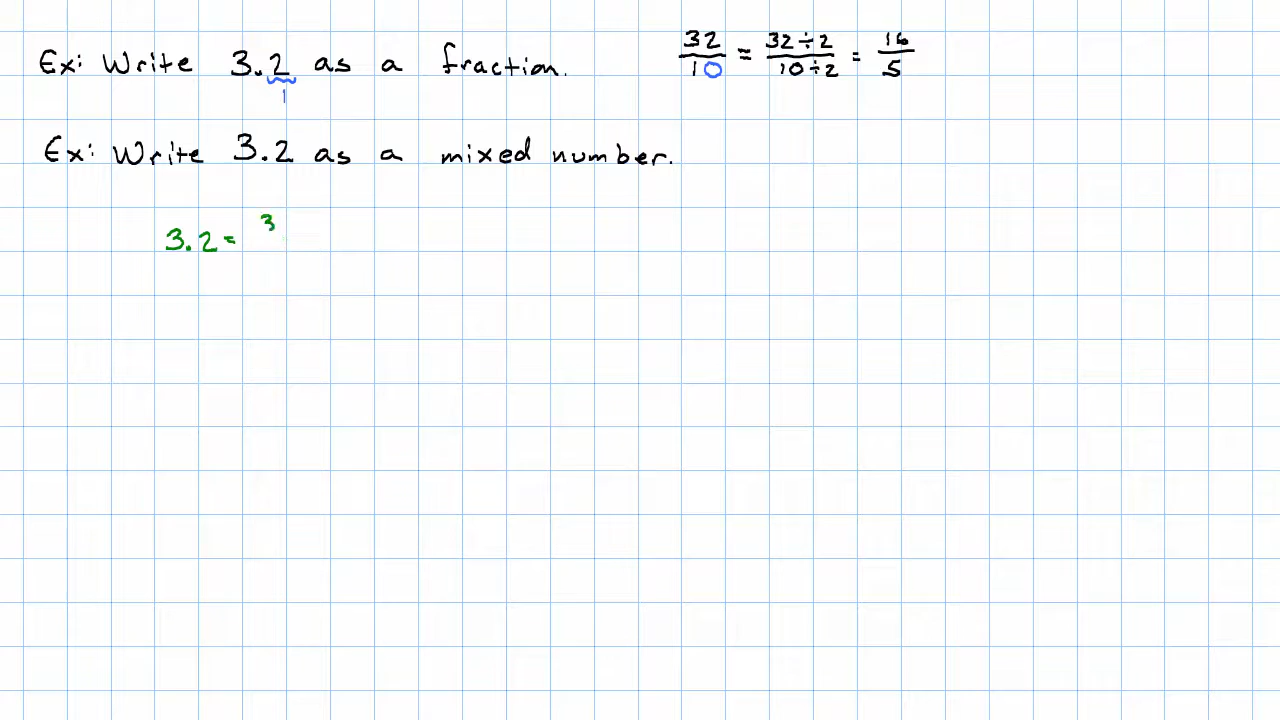 Ex: Write 3.2 as a fraction. 32/10 = 32÷2/10÷2 = 16/5
1
Ex: Write 3.2 as a mixed number.
3.2 = 3